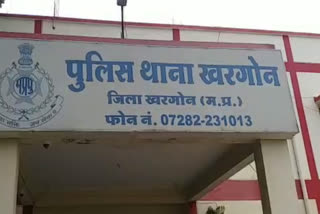 पुलिस थाना खरगोन
जिला खरगोन (म.प्र.)
फोन नं. 07282-231013